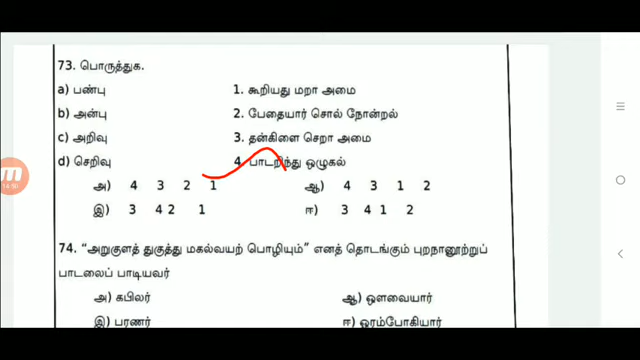 73. பொருத்துக.
a) பண்பு 1. கூறியது மறா அமை
b) அன்பு 2. பேதையார் சொல் நோன்றல்
c) அறிவு 3. தன்கிளை செறா அமை
d) செறிவு 4. பாடறிந்து ஒழுகல்
அ) 4 3 2 1 ஆ) 4 3 1 2
இ) 3 4 2 1 ஈ) 3 4 1 2
74. “அறுகுளத் துகுத்து மகல்வயற் பொழியும்” எனத் தொடங்கும் புறநானூற்றுப்
பாடலைப் பாடியவர்
அ) கபிலர் ஆ) ஔவையார்
இ) பரணர் ஈ) ஓரம்போகியார்